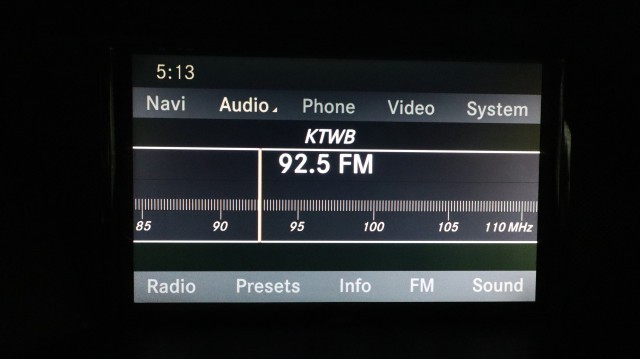 5:13
Navi Audio Phone Video System
KTWB
92.5 FM
85 90 95 100 105 110 MHz
Radio Presets Info FM Sound